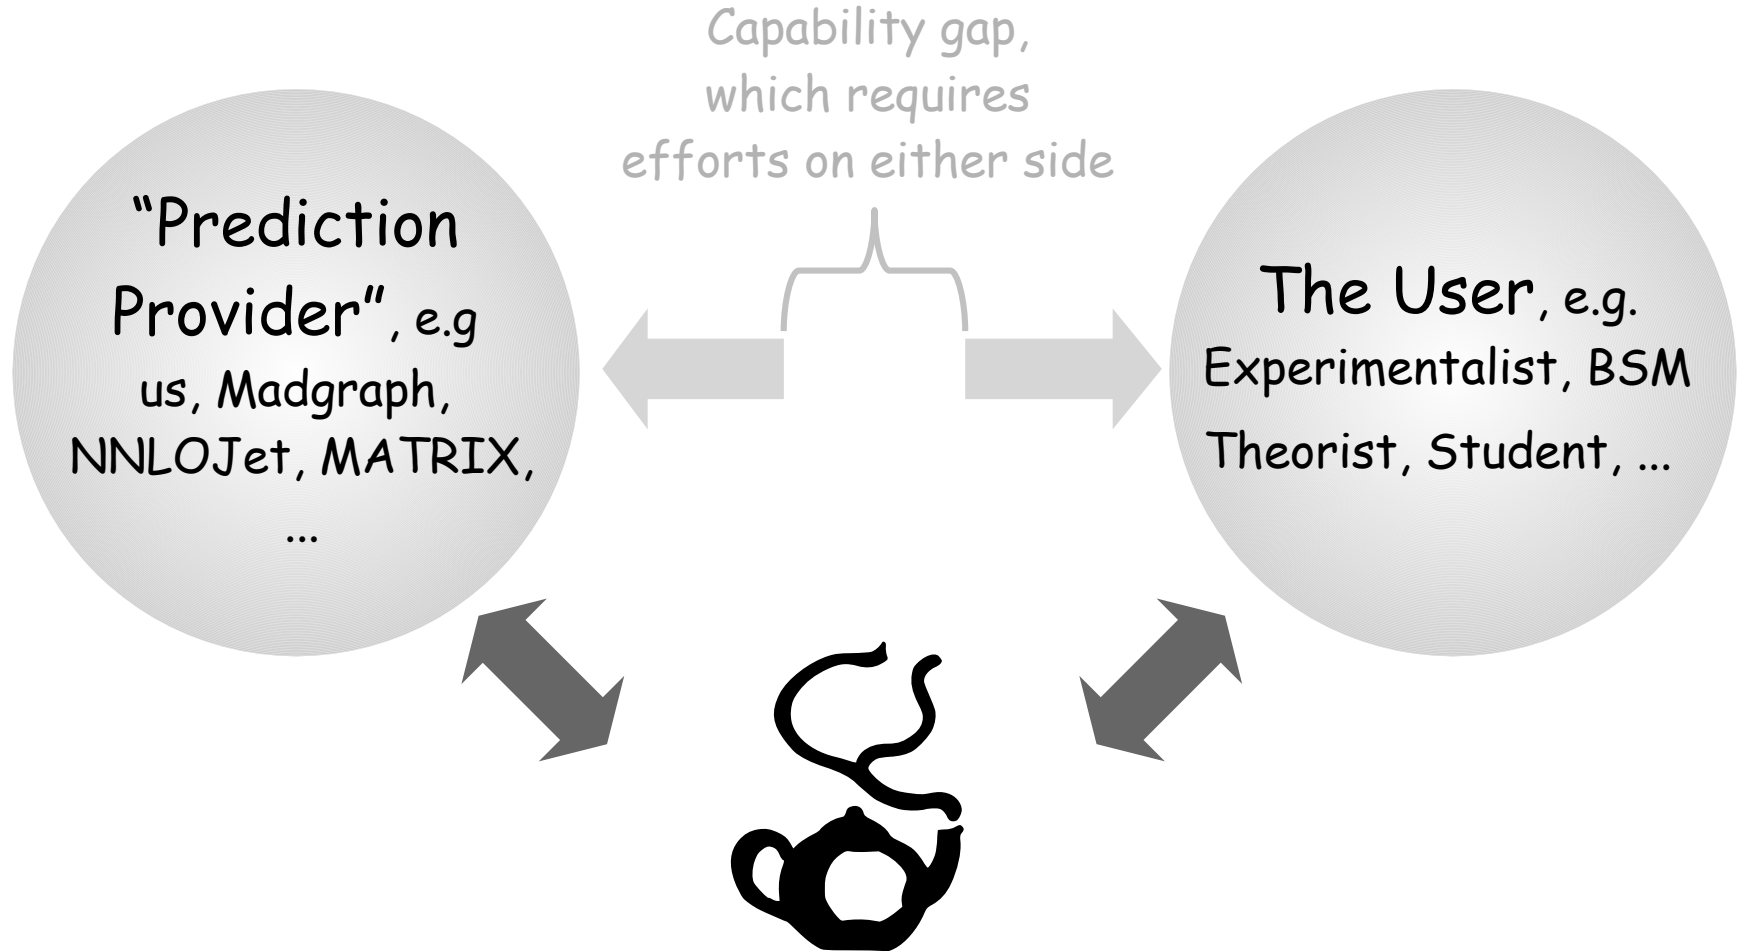 Capability gap,
which requires
efforts on either side
“Prediction
Provider”, e.g
us, Madgraph,
NNLOJet, MATRIX,
...
The User, e.g.
Experimentalist, BSM
Theorist, Student, ...